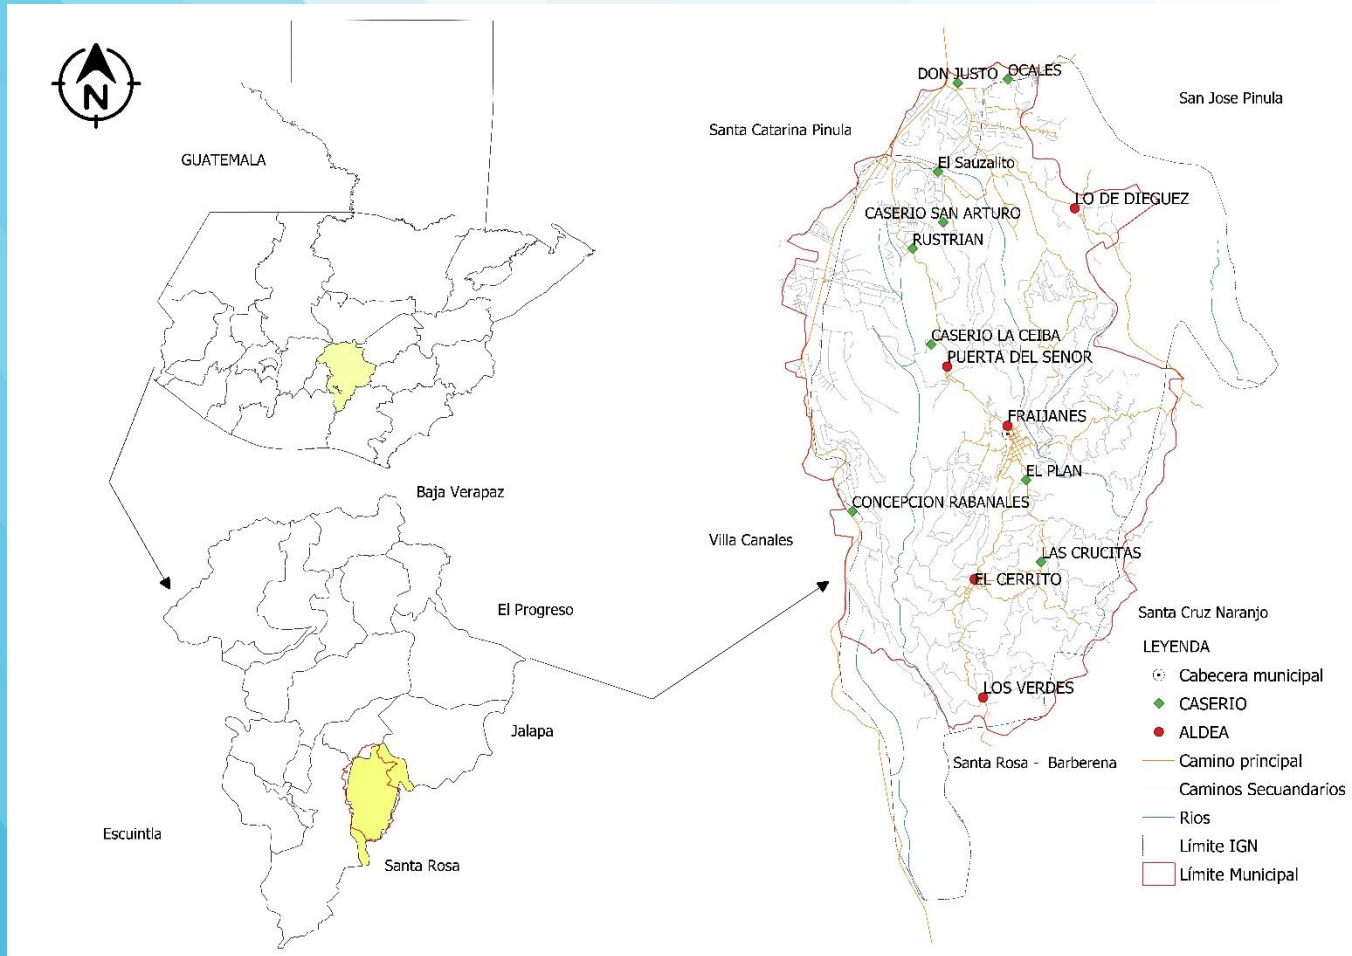 N
GUATEMALA
Baja Verapaz
El Progreso
Jalapa
Escuintla
Santa Rosa
DON JUSTO
OCALES
San Jose Pinula
Santa Catarina Pinula
El Sauzalito
LO DE DIEGUEZ
CASERIO SAN ARTURO
RUSTRIAN
CASERIO LA CEIBA
PUERTA DEL SENOR
FRAIJANES
EL PLAN
CONCEPCION RABANALES
Villa Canales
LAS CRUCITAS
EL CERRITO
Santa Cruz Naranjo
LOS VERDES
Santa Rosa - Barberena
LEYENDA
Cabecera municipal
CASERIO
ALDEA
Camino principal
Caminos Secuandarios
Rios
Límite IGN
Límite Municipal